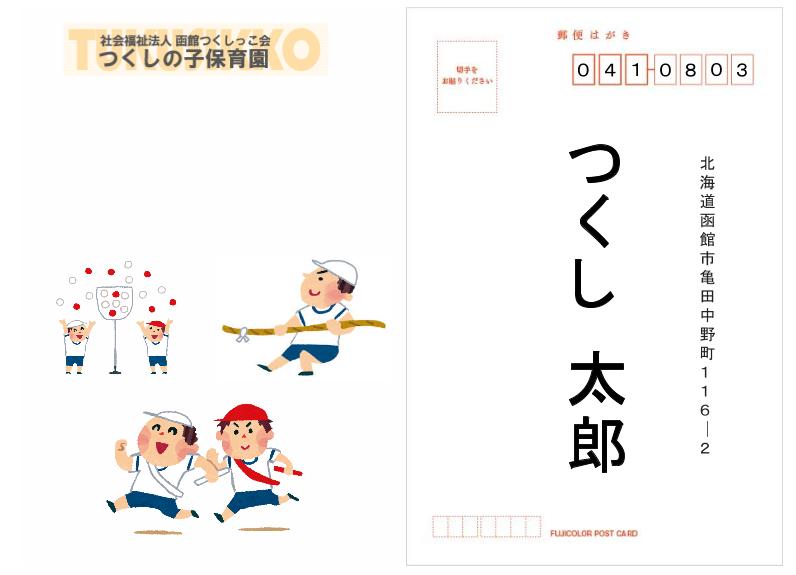 TUKUSIKKO
社会福祉法人 函館つくしっこ会
つくしの子保育園
郵便はがき
切手を
お貼りください
0410803
北海道函館市亀田中野町116―2
つくし 太郎
FUJICOLOR POST CARD